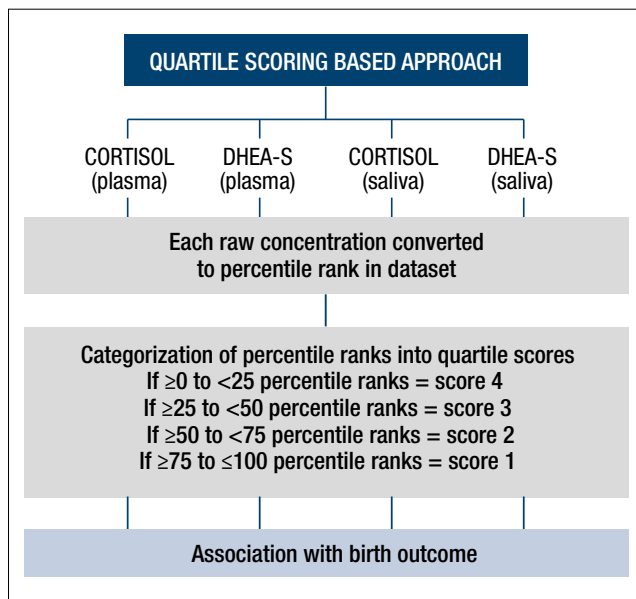 QUARTILE SCORING BASED APPROACH
CORTISOL (plasma)
DHEA-S (plasma)
CORTISOL (saliva)
DHEA-S (saliva)
Each raw concentration converted
to percentile rank in dataset
Categorization of percentile ranks into quartile scores
If ≥0 to <25 percentile ranks = score 4
If ≥25 to <50 percentile ranks = score 3
If ≥50 to <75 percentile ranks = score 2
If ≥75 to ≤100 percentile ranks = score 1
Association with birth outcome